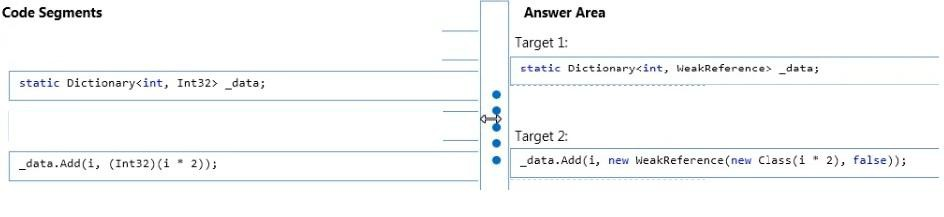 Code Segments
static Dictionary<int, Int32> _data;
_data.Add(i, (Int32)(i * 2));
Answer Area
Target 1:
static Dictionary<int, WeakReference> _data;
Target 2:
_data.Add(i, new WeakReference(new Class(i * 2), false));